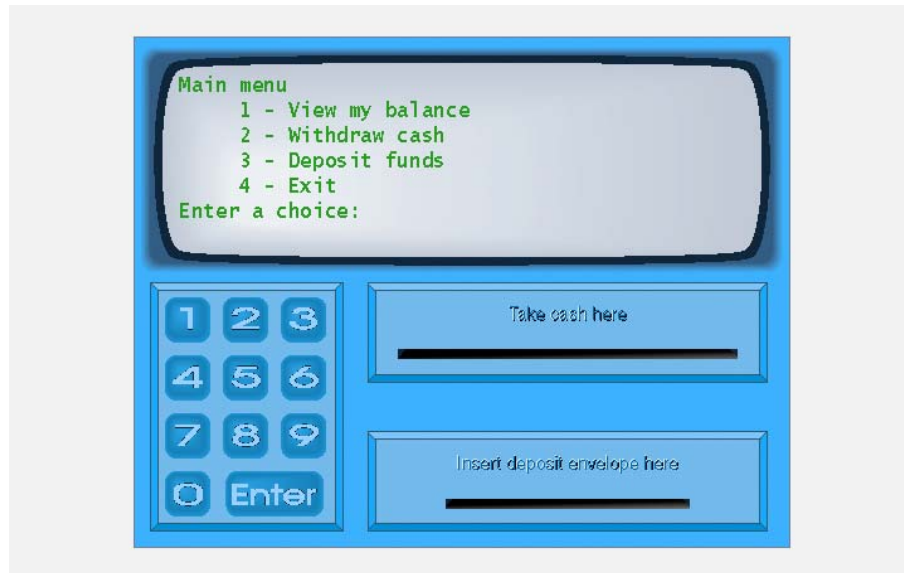 Main menu
1 - View my balance
2 - Withdraw cash
3 - Deposit funds
4 - Exit
Enter a choice:
1 2 3
Take cash here
4 5 6
7 8 9
Insert deposit envelope here
0 Enter